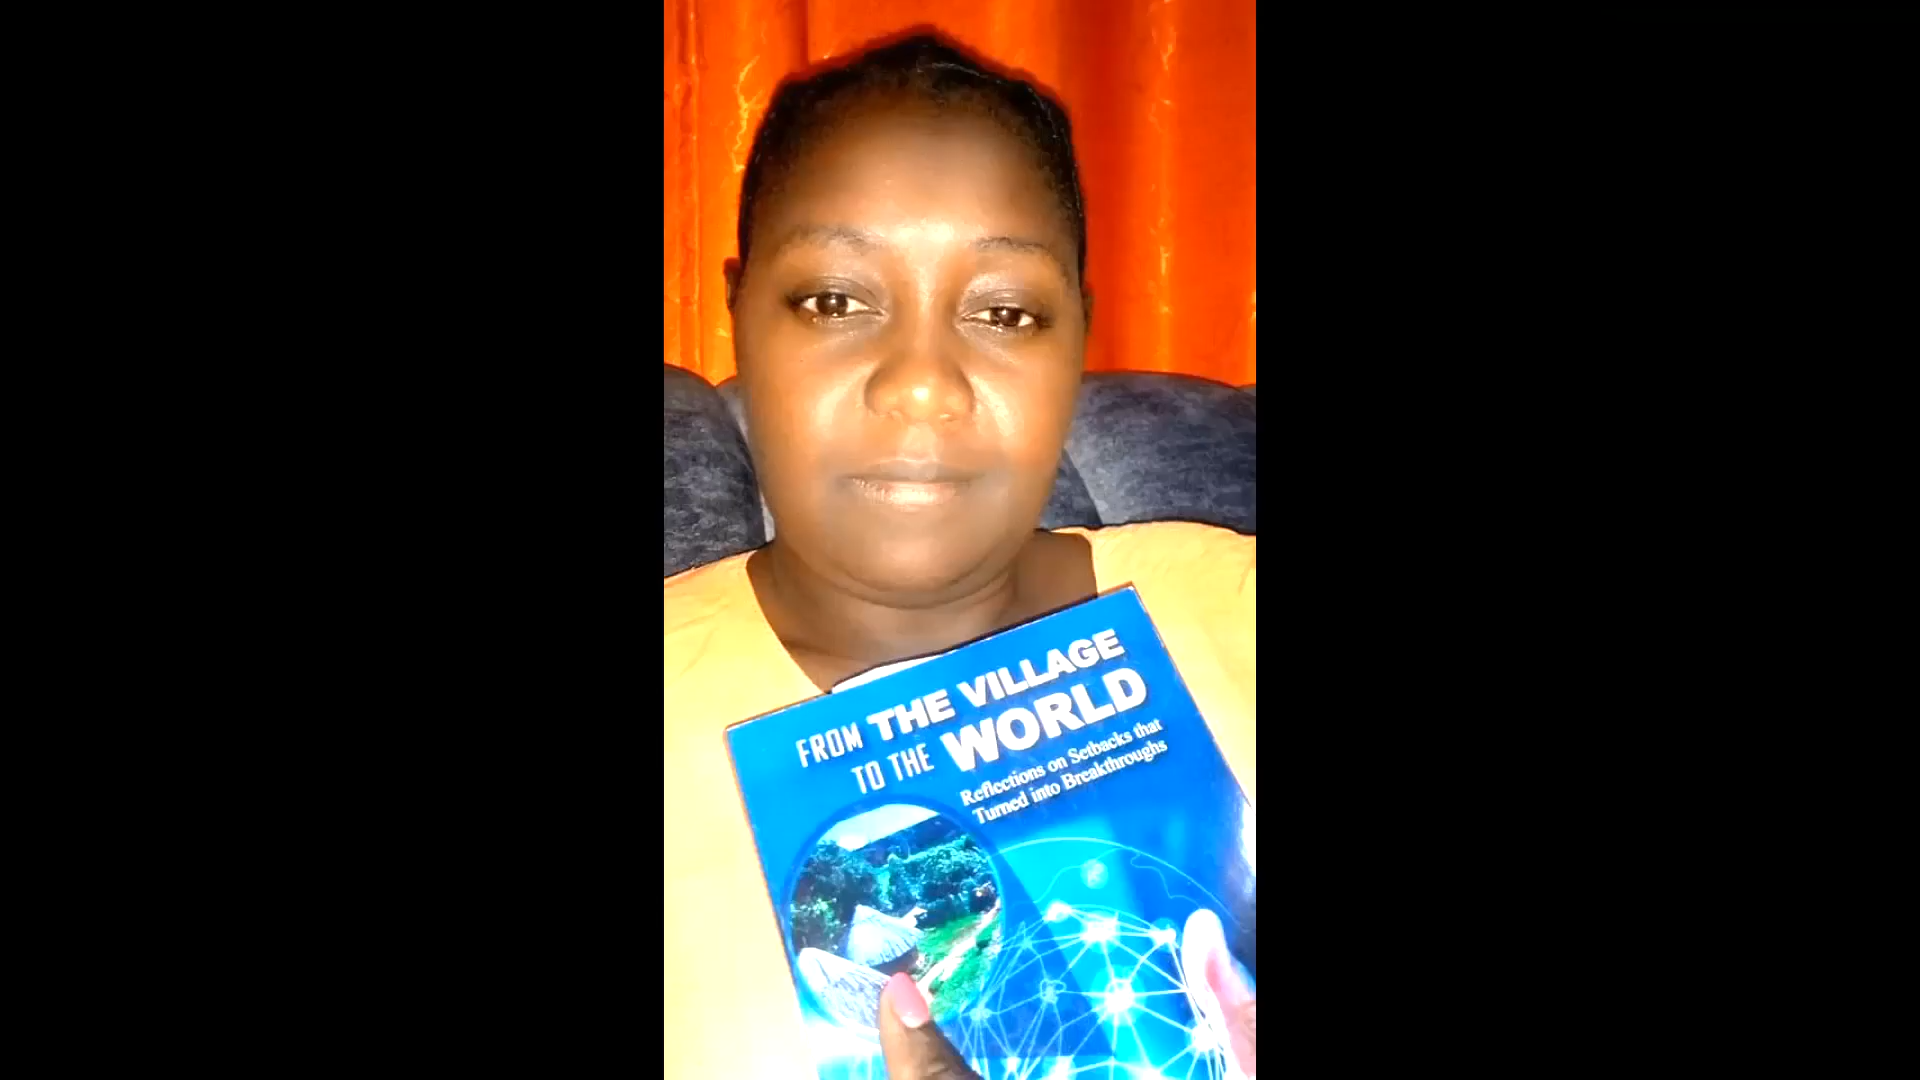 FROM THE VILLAGE
TO THE WORLD
Reflections on Setbacks that
Turned into Breakthroughs